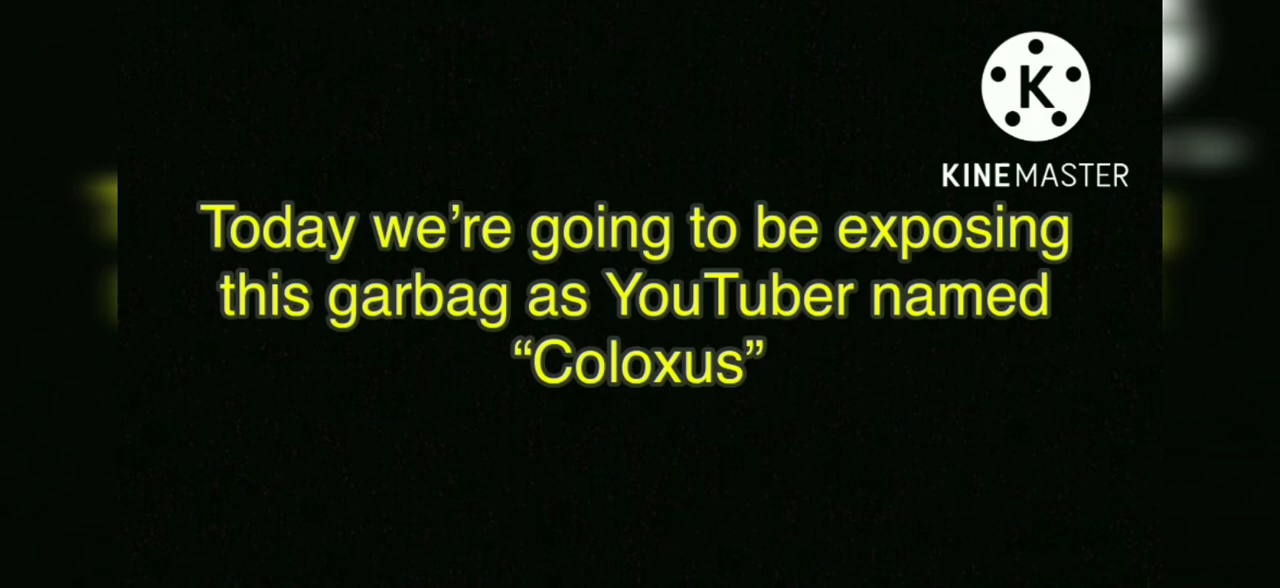 K
KINEMASTER
Today we’re going to be exposing
this garbag as YouTuber named
“Coloxus”